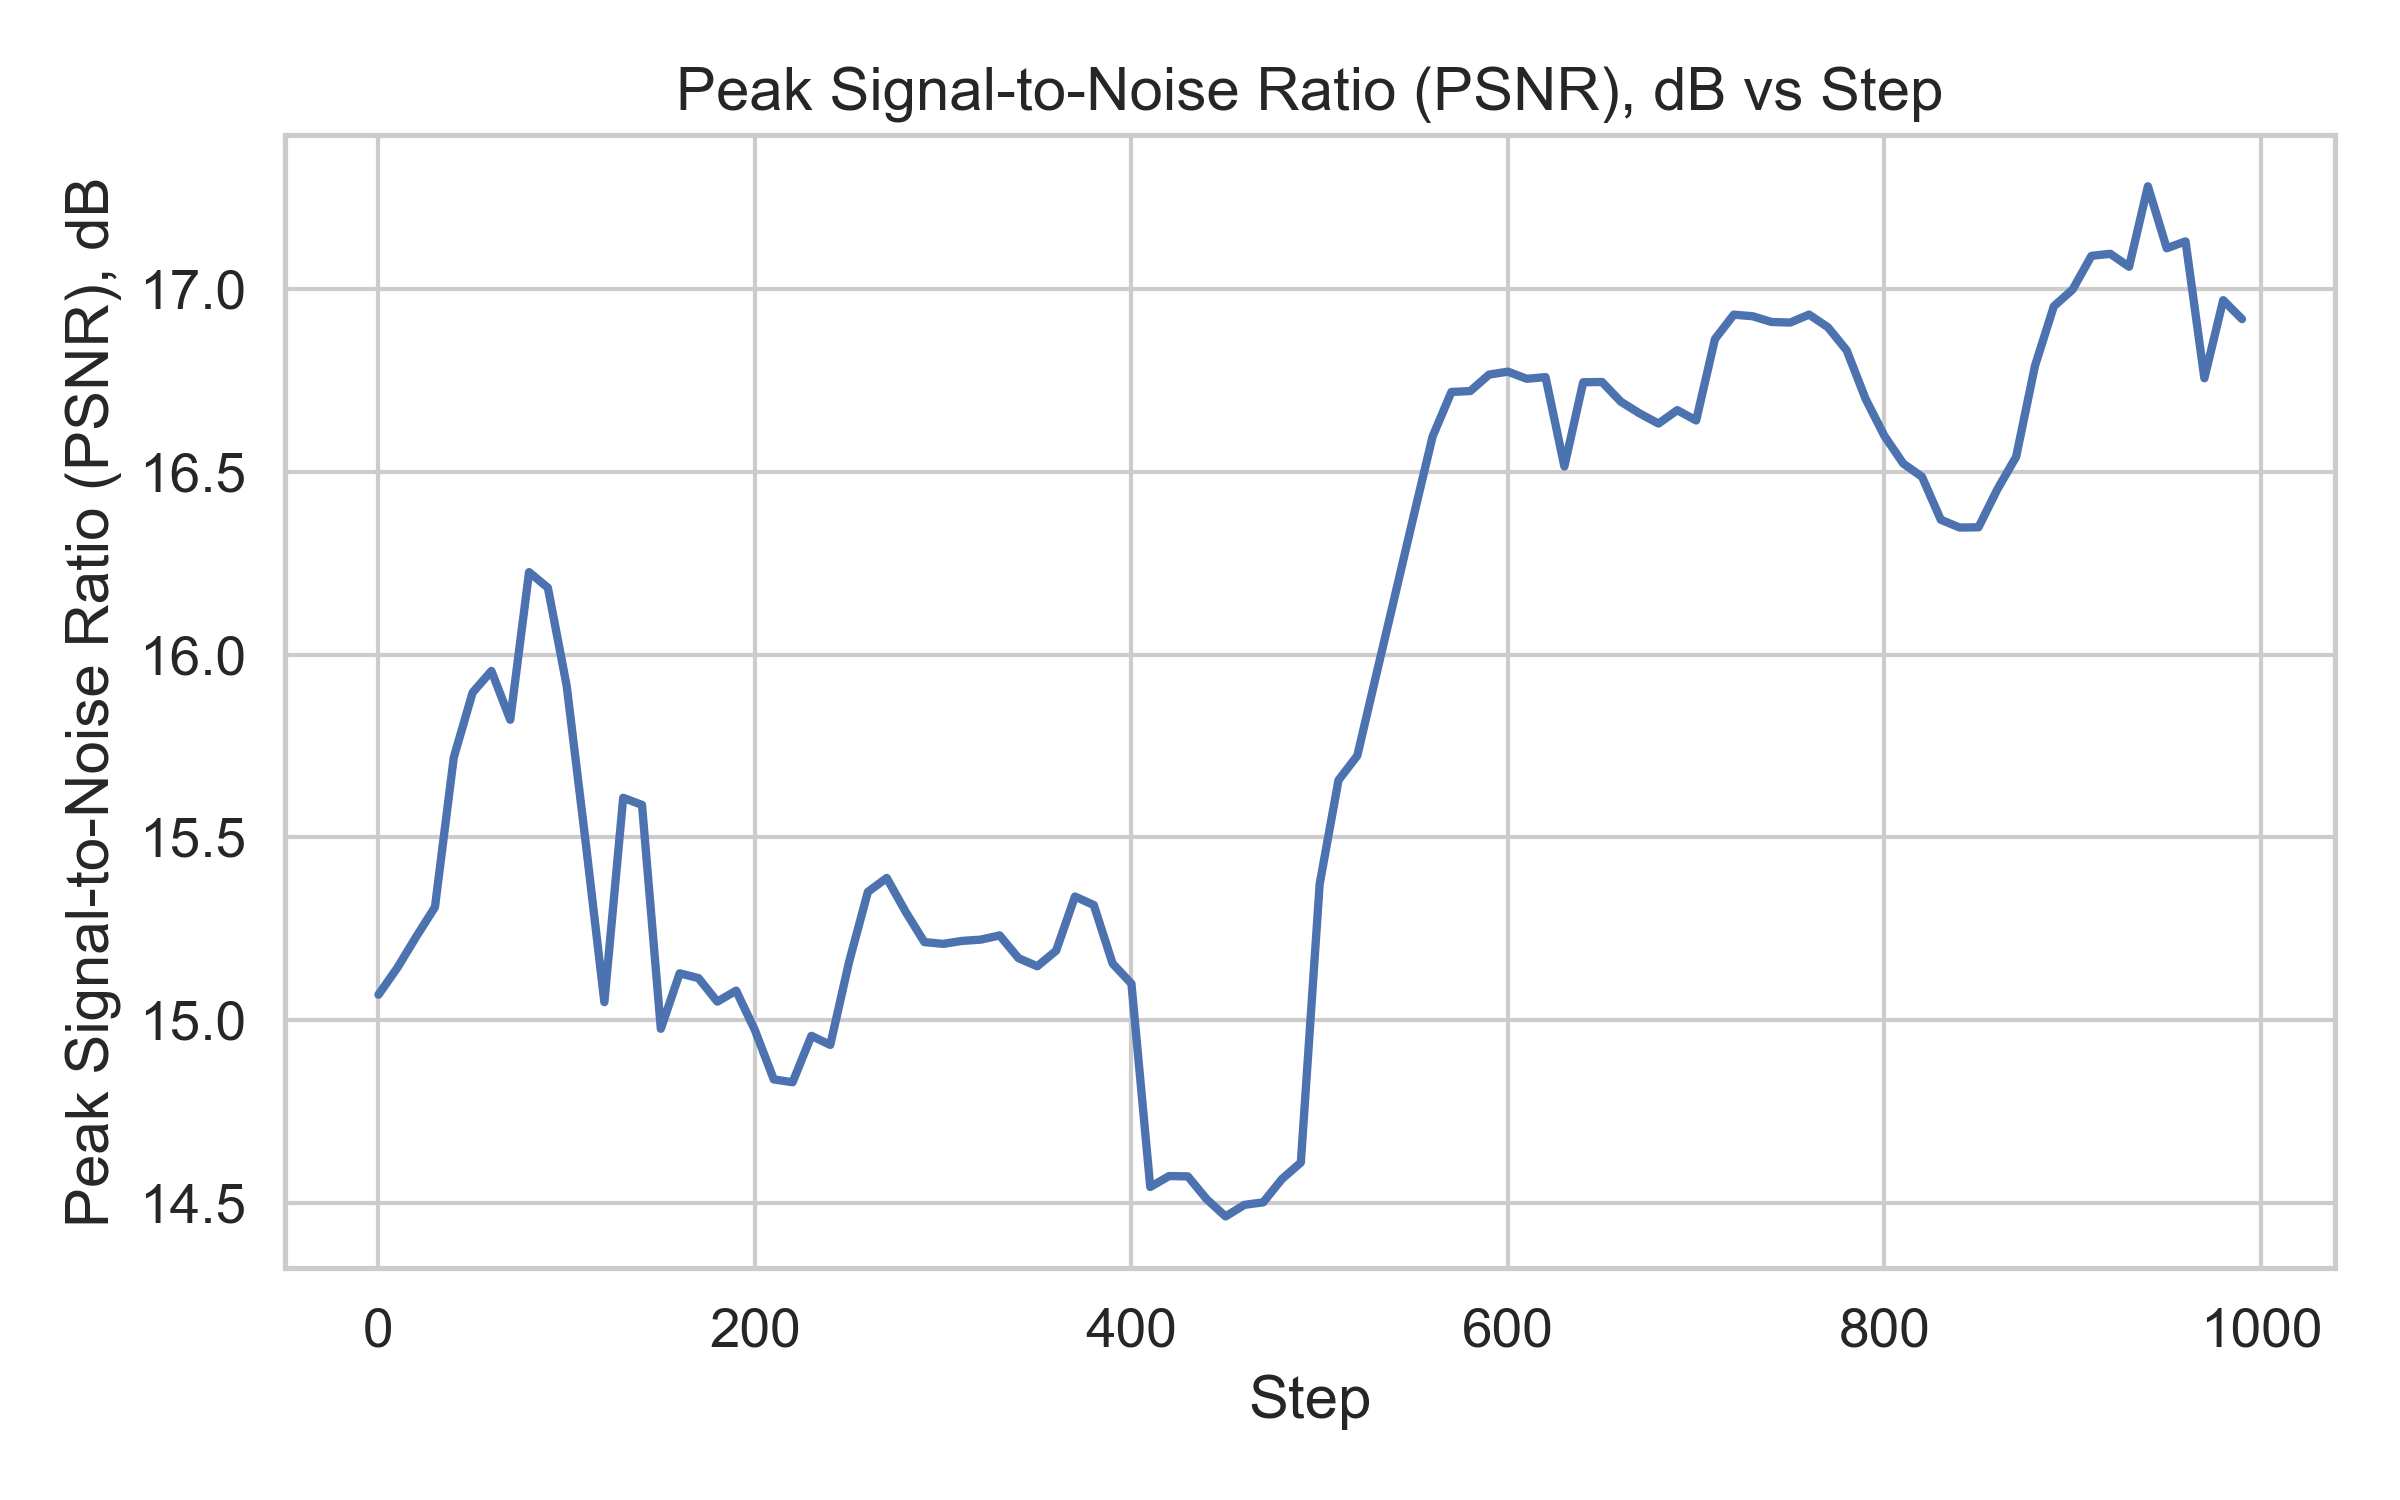 Peak Signal-to-Noise Ratio (PSNR), dB vs Step
Peak Signal-to-Noise Ratio (PSNR), dB
17.0
16.5
16.0
15.5
15.0
14.5
0 200 400 600 800 1000
Step